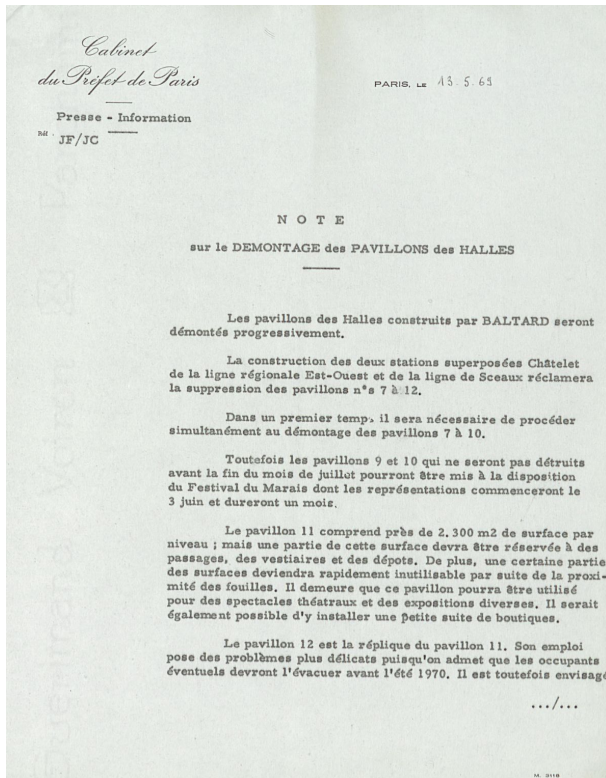 Cabinet
du Préfet de Paris
PARIS, LE 13.5.69
Presse - Information
Réf. JF/JC
N O T E
sur le DEMONTAGE des PAVILLONS des HALLES
Les pavillons des Halles construits par BALTARD seront
démontés progressivement.
La construction des deux stations superposées Châtelet
de la ligne régionale Est-Ouest et de la ligne de Sceaux réclamera
la suppression des pavillons n°s 7 à 12.
Dans un premier temps il sera nécessaire de procéder
simultanément au démontage des pavillons 7 à 10.
Toutefois les pavillons 9 et 10 qui ne seront pas détruits
avant la fin du mois de juillet pourront être mis à la disposition
du Festival du Marais dont les représentations commenceront le
3 juin et dureront un mois.
Le pavillon 11 comprend près de 2.300 m2 de surface par
niveau ; mais une partie de cette surface devra être réservée à des
passages, des vestiaires et des dépots. De plus, une certaine partie
des surfaces deviendra rapidement inutilisable par suite de la proxi-
mité des fouilles. Il demeure que ce pavillon pourra être utilisé
pour des spectacles théatraux et des expositions diverses. Il serait
également possible d'y installer une petite suite de boutiques.
Le pavillon 12 est la réplique du pavillon 11. Son emploi
pose des problèmes plus délicats puisqu'on admet que les occupants
éventuels devront l'évacuer avant l'été 1970. Il est toutefois envisagé
.../...
M. 3118